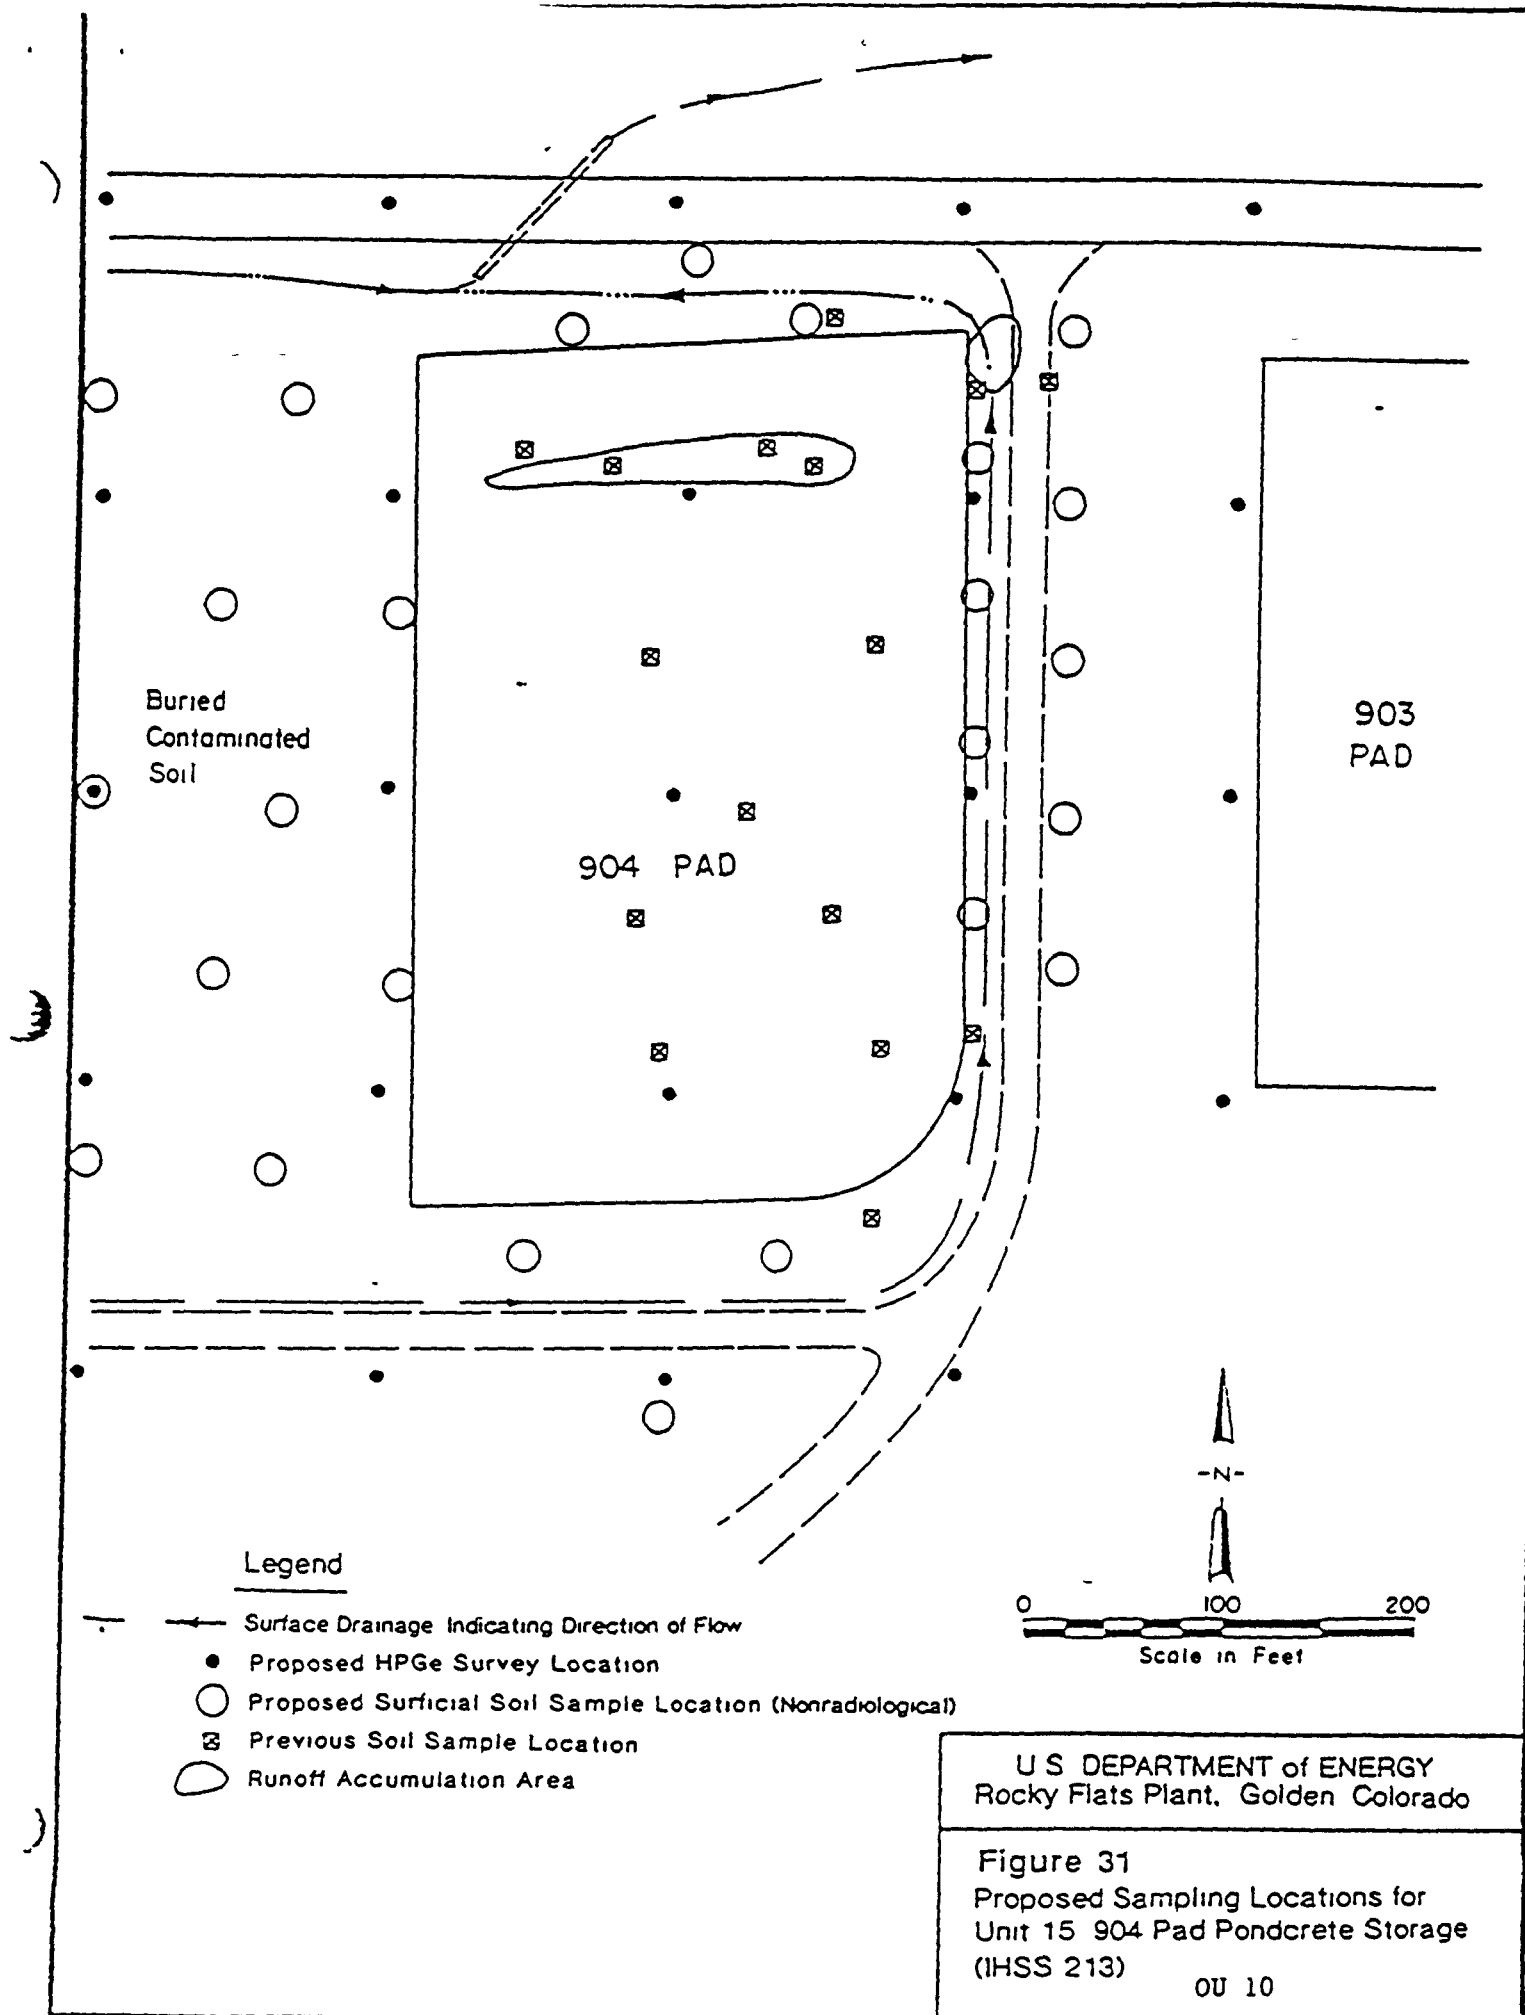 Buried
Contaminated
Soil
903
PAD
904 PAD
-N-
Legend
Surface Drainage Indicating Direction of Flow
Proposed HPGe Survey Location
Proposed Surficial Soil Sample Location (Nonradiological)
Previous Soil Sample Location
Runoff Accumulation Area
0 100 200
Scale in Feet
U S DEPARTMENT of ENERGY
Rocky Flats Plant, Golden Colorado
Figure 31
Proposed Sampling Locations for
Unit 15 904 Pad Pondcrete Storage
(IHSS 213)
OU 10